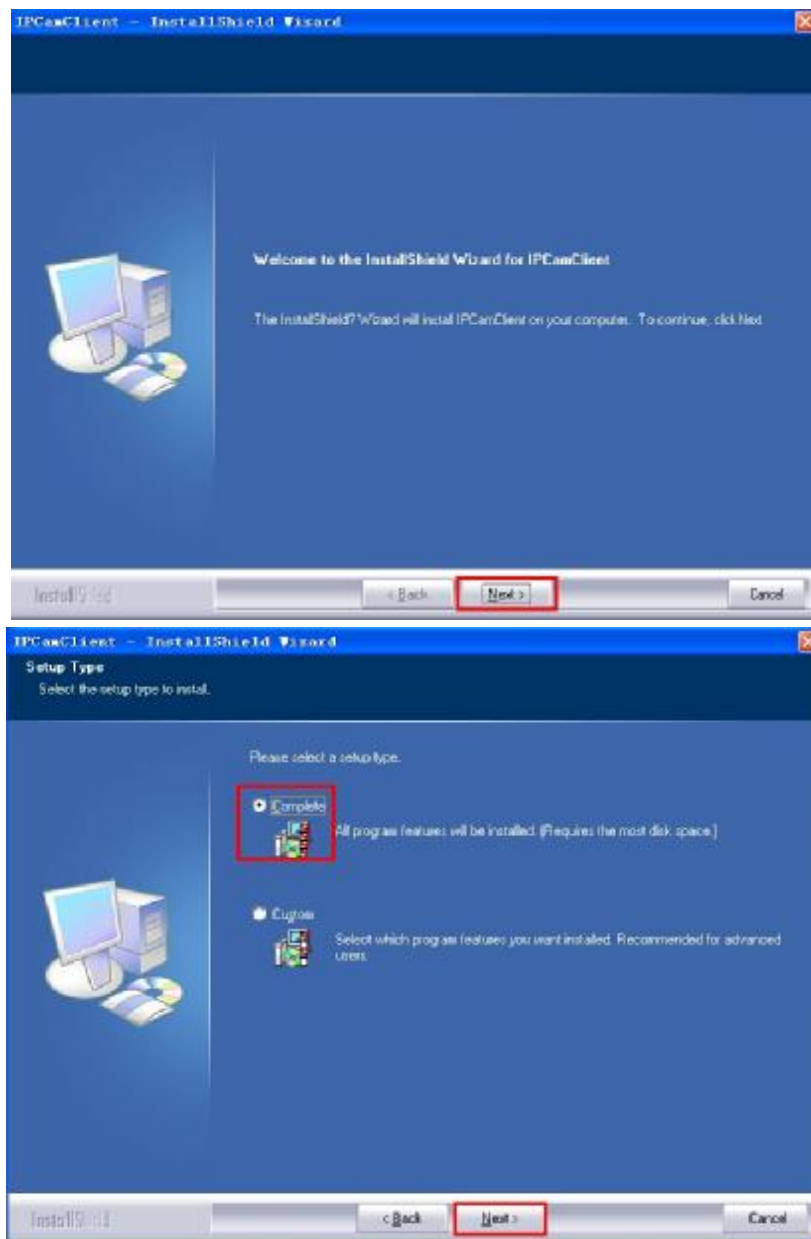 IPCamClient - InstallShield Wizard
Welcome to the InstallShield Wizard for IPCamClient
The InstallShield? Wizard will install IPCamClient on your computer. To continue, click Next
< Back
Next >
Cancel
InstallShield
IPCamClient - InstallShield Wizard
Setup Type
Select the setup type to install.
Please select a setup type.
Complete
All program features will be installed. (Requires the most disk space.)
Custom
Select which program features you want installed. Recommended for advanced
users.
InstallShield
< Back
Next >
Cancel